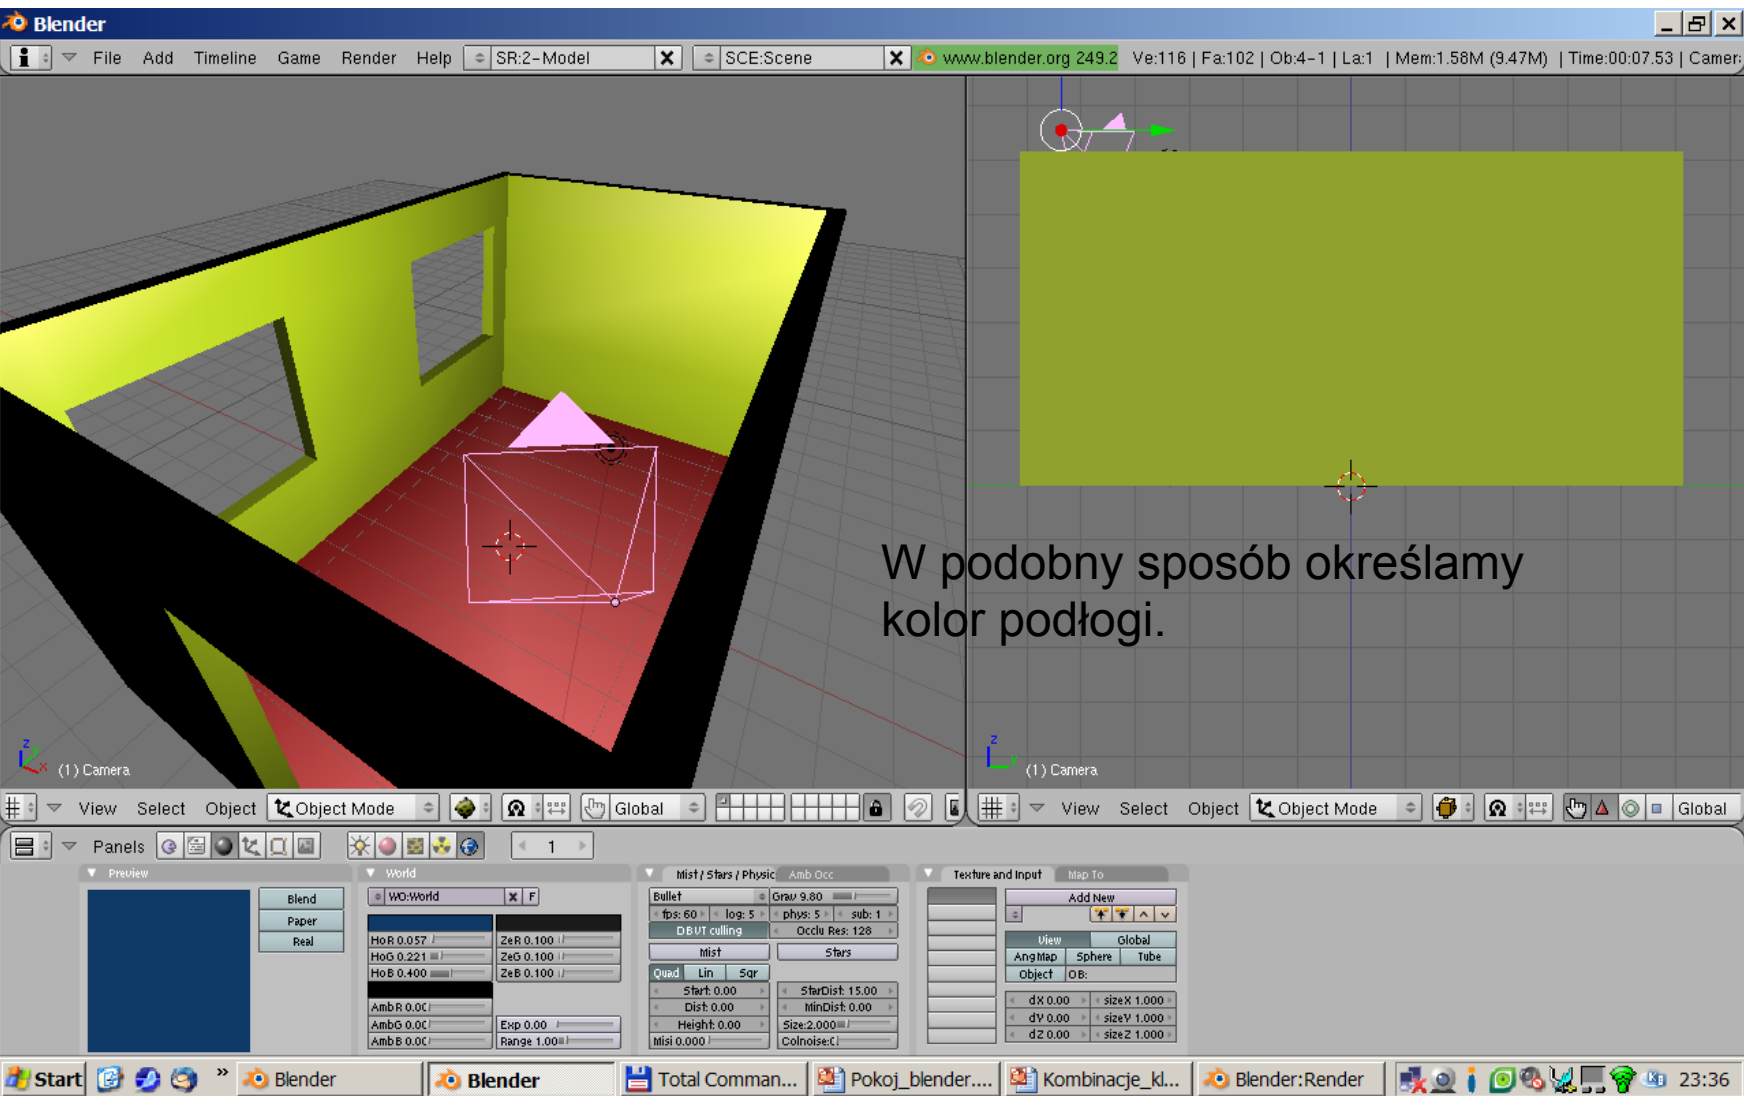 Blender
File Add Timeline Game Render Help SR:2-Model SCE:Scene www.blender.org 249.2 Ve:116 | Fa:102 | Ob:4-1 | La:1 | Mem:1.58M (9.47M) | Time:00:07.53 | Camer
W podobny sposób określamy
kolor podłogi.
z
y
x
(1) Camera
z
y
(1) Camera
View Select Object Object Mode Global
View Select Object Object Mode Global
Panels 1
Preview
Blend
Paper
Real
World
WO:World X F
HoR 0.057 ZeR 0.100
HoG 0.221 ZeG 0.100
HoB 0.400 ZeB 0.100
AmbR 0.0
AmbG 0.0 Exp 0.00
AmbB 0.0 Range 1.00
Mist / Stars / Physic Amb Occ
Bullet Grav 9.80
fps: 60 log: 5 phys: 5 sub: 1
DBVT culling Occlu Res: 128
Mist Stars
Quad Lin Sqr
Start: 0.00 StarDist: 15.00
Dist: 0.00 MinDist: 0.00
Height: 0.00 Size:2.000
Misi 0.000 Colnoise:
Texture and Input Map To
Add New
View Global
AngMap Sphere Tube
Object OB:
dX 0.00 sizeX 1.000
dY 0.00 sizeY 1.000
dZ 0.00 sizeZ 1.000
Start » Blender Blender Total Comman... Pokoj_blender.... Kombinacje_kl... Blender:Render 23:36